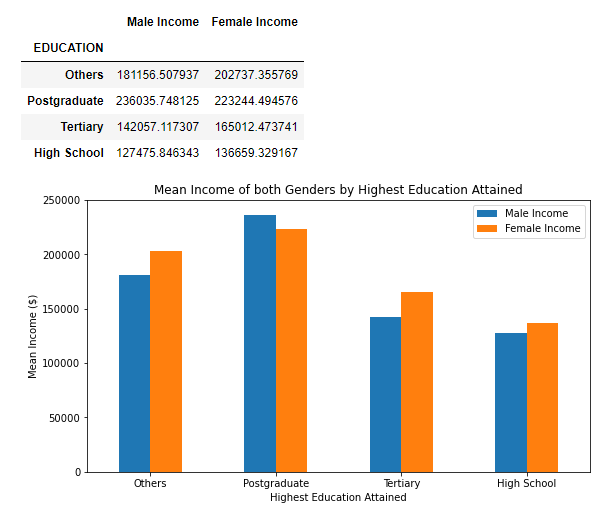 Male Income Female Income
EDUCATION
Others 181156.507937 202737.355769
Postgraduate 236035.748125 223244.494576
Tertiary 142057.117307 165012.473741
High School 127475.846343 136659.329167
Mean Income of both Genders by Highest Education Attained
Male Income
Female Income
250000
200000
150000
100000
50000
0
Mean Income ($)
Others Postgraduate Tertiary High School
Highest Education Attained